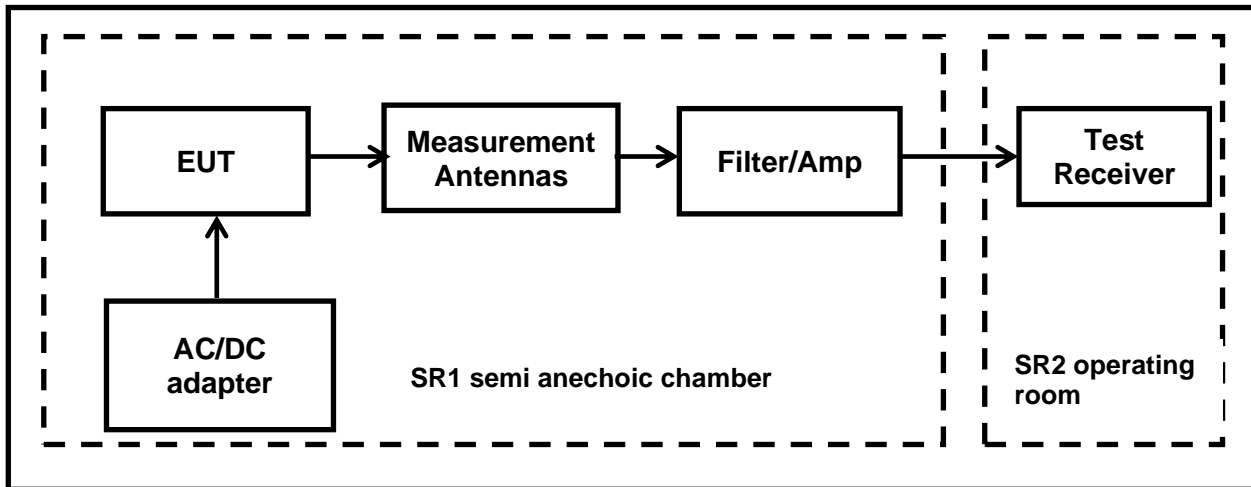 EUT
Measurement
Antennas
Filter/Amp
Test
Receiver
AC/DC
adapter
SR1 semi anechoic chamber
SR2 operating
room